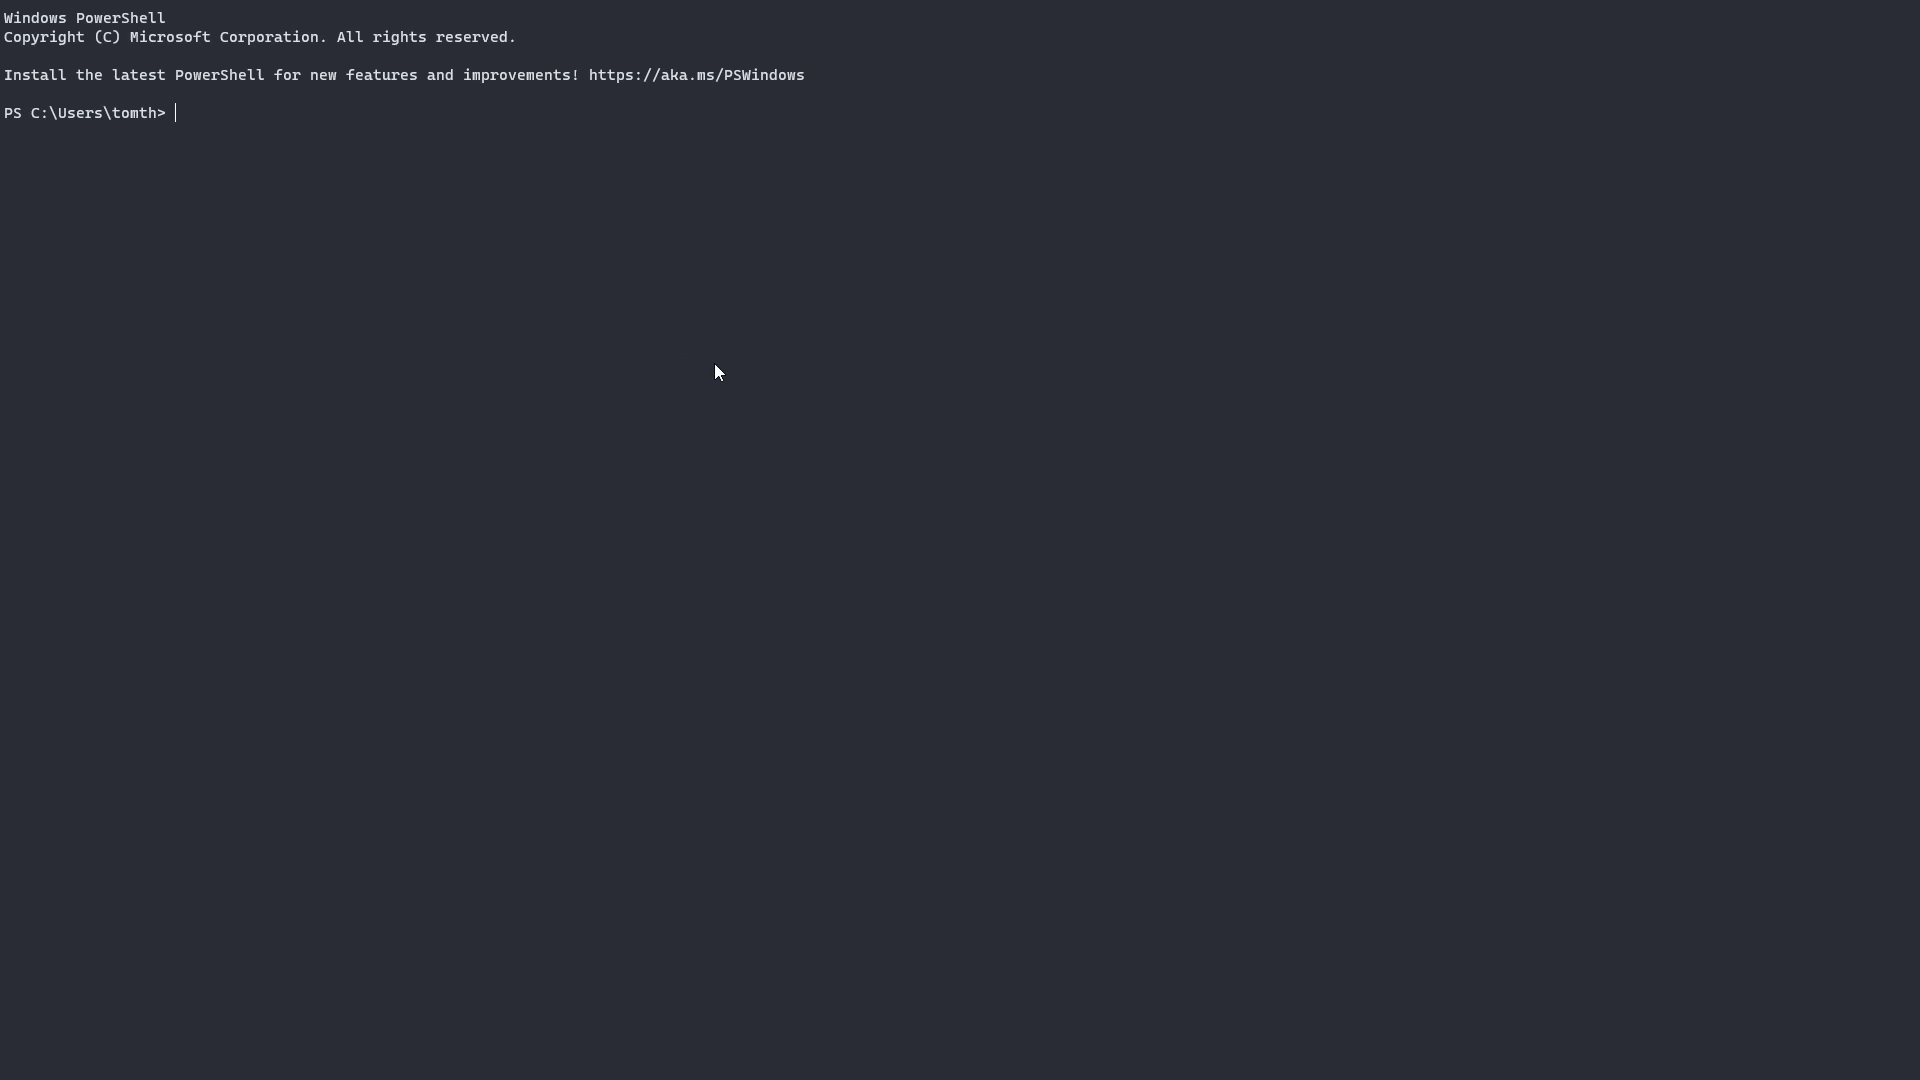 Windows PowerShell
Copyright (C) Microsoft Corporation. All rights reserved.
Install the latest PowerShell for new features and improvements! https://aka.ms/PSWindows
PS C:\Users\tomth>